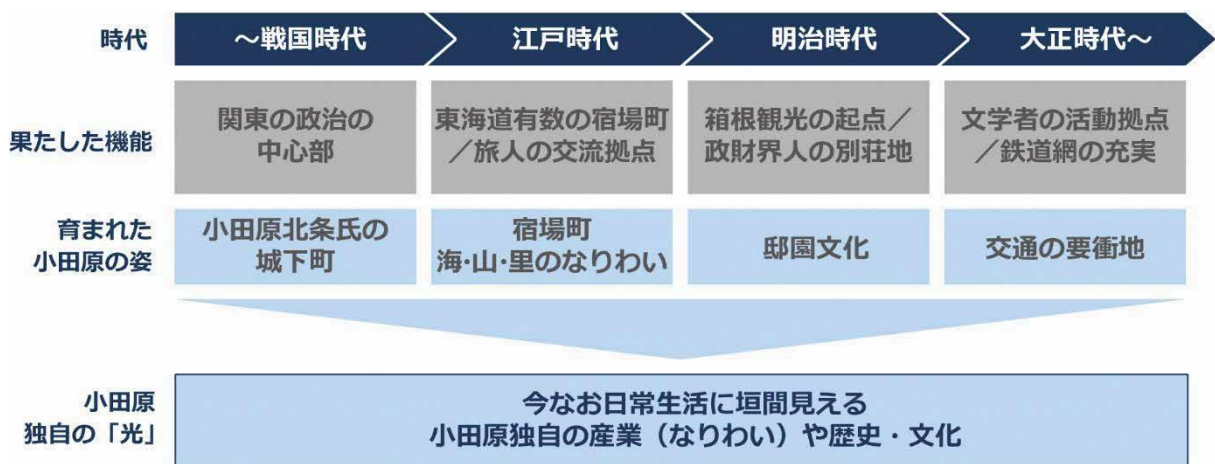 時代
～戦国時代
江戸時代
明治時代
大正時代～
果たした機能
関東の政治の
中心部
東海道有数の宿場町
／旅人の交流拠点
箱根観光の起点／
政財界人の別荘地
文学者の活動拠点
／鉄道網の充実
育まれた
小田原の姿
小田原北条氏の
城下町
宿場町
海・山・里のなりわい
邸園文化
交通の要衝地
小田原
独自の「光」
今なお日常生活に垣間見える
小田原独自の産業（なりわい）や歴史・文化